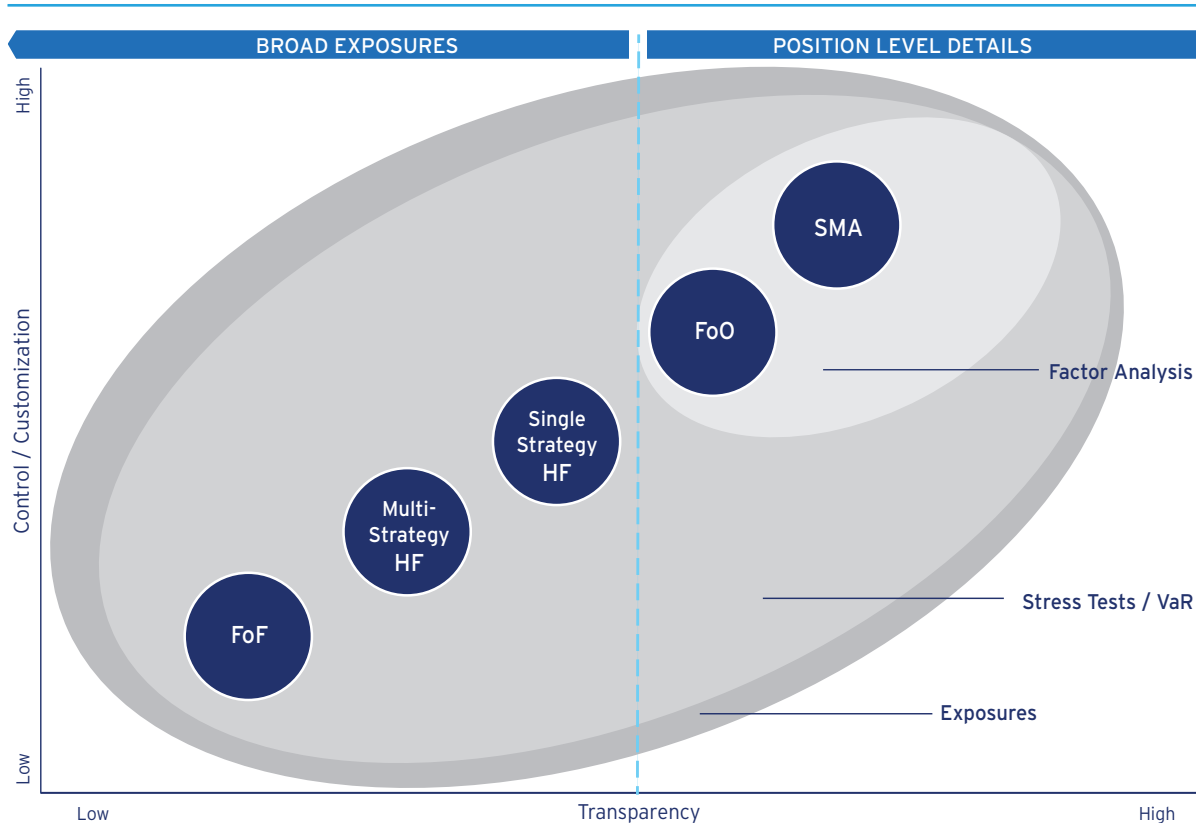 BROAD EXPOSURES
POSITION LEVEL DETAILS
High
Control / Customization
Low
SMA
FoO
Factor Analysis
Single
Strategy
HF
Multi-
Strategy
HF
Stress Tests / VaR
FoF
Exposures
Low
Transparency
High